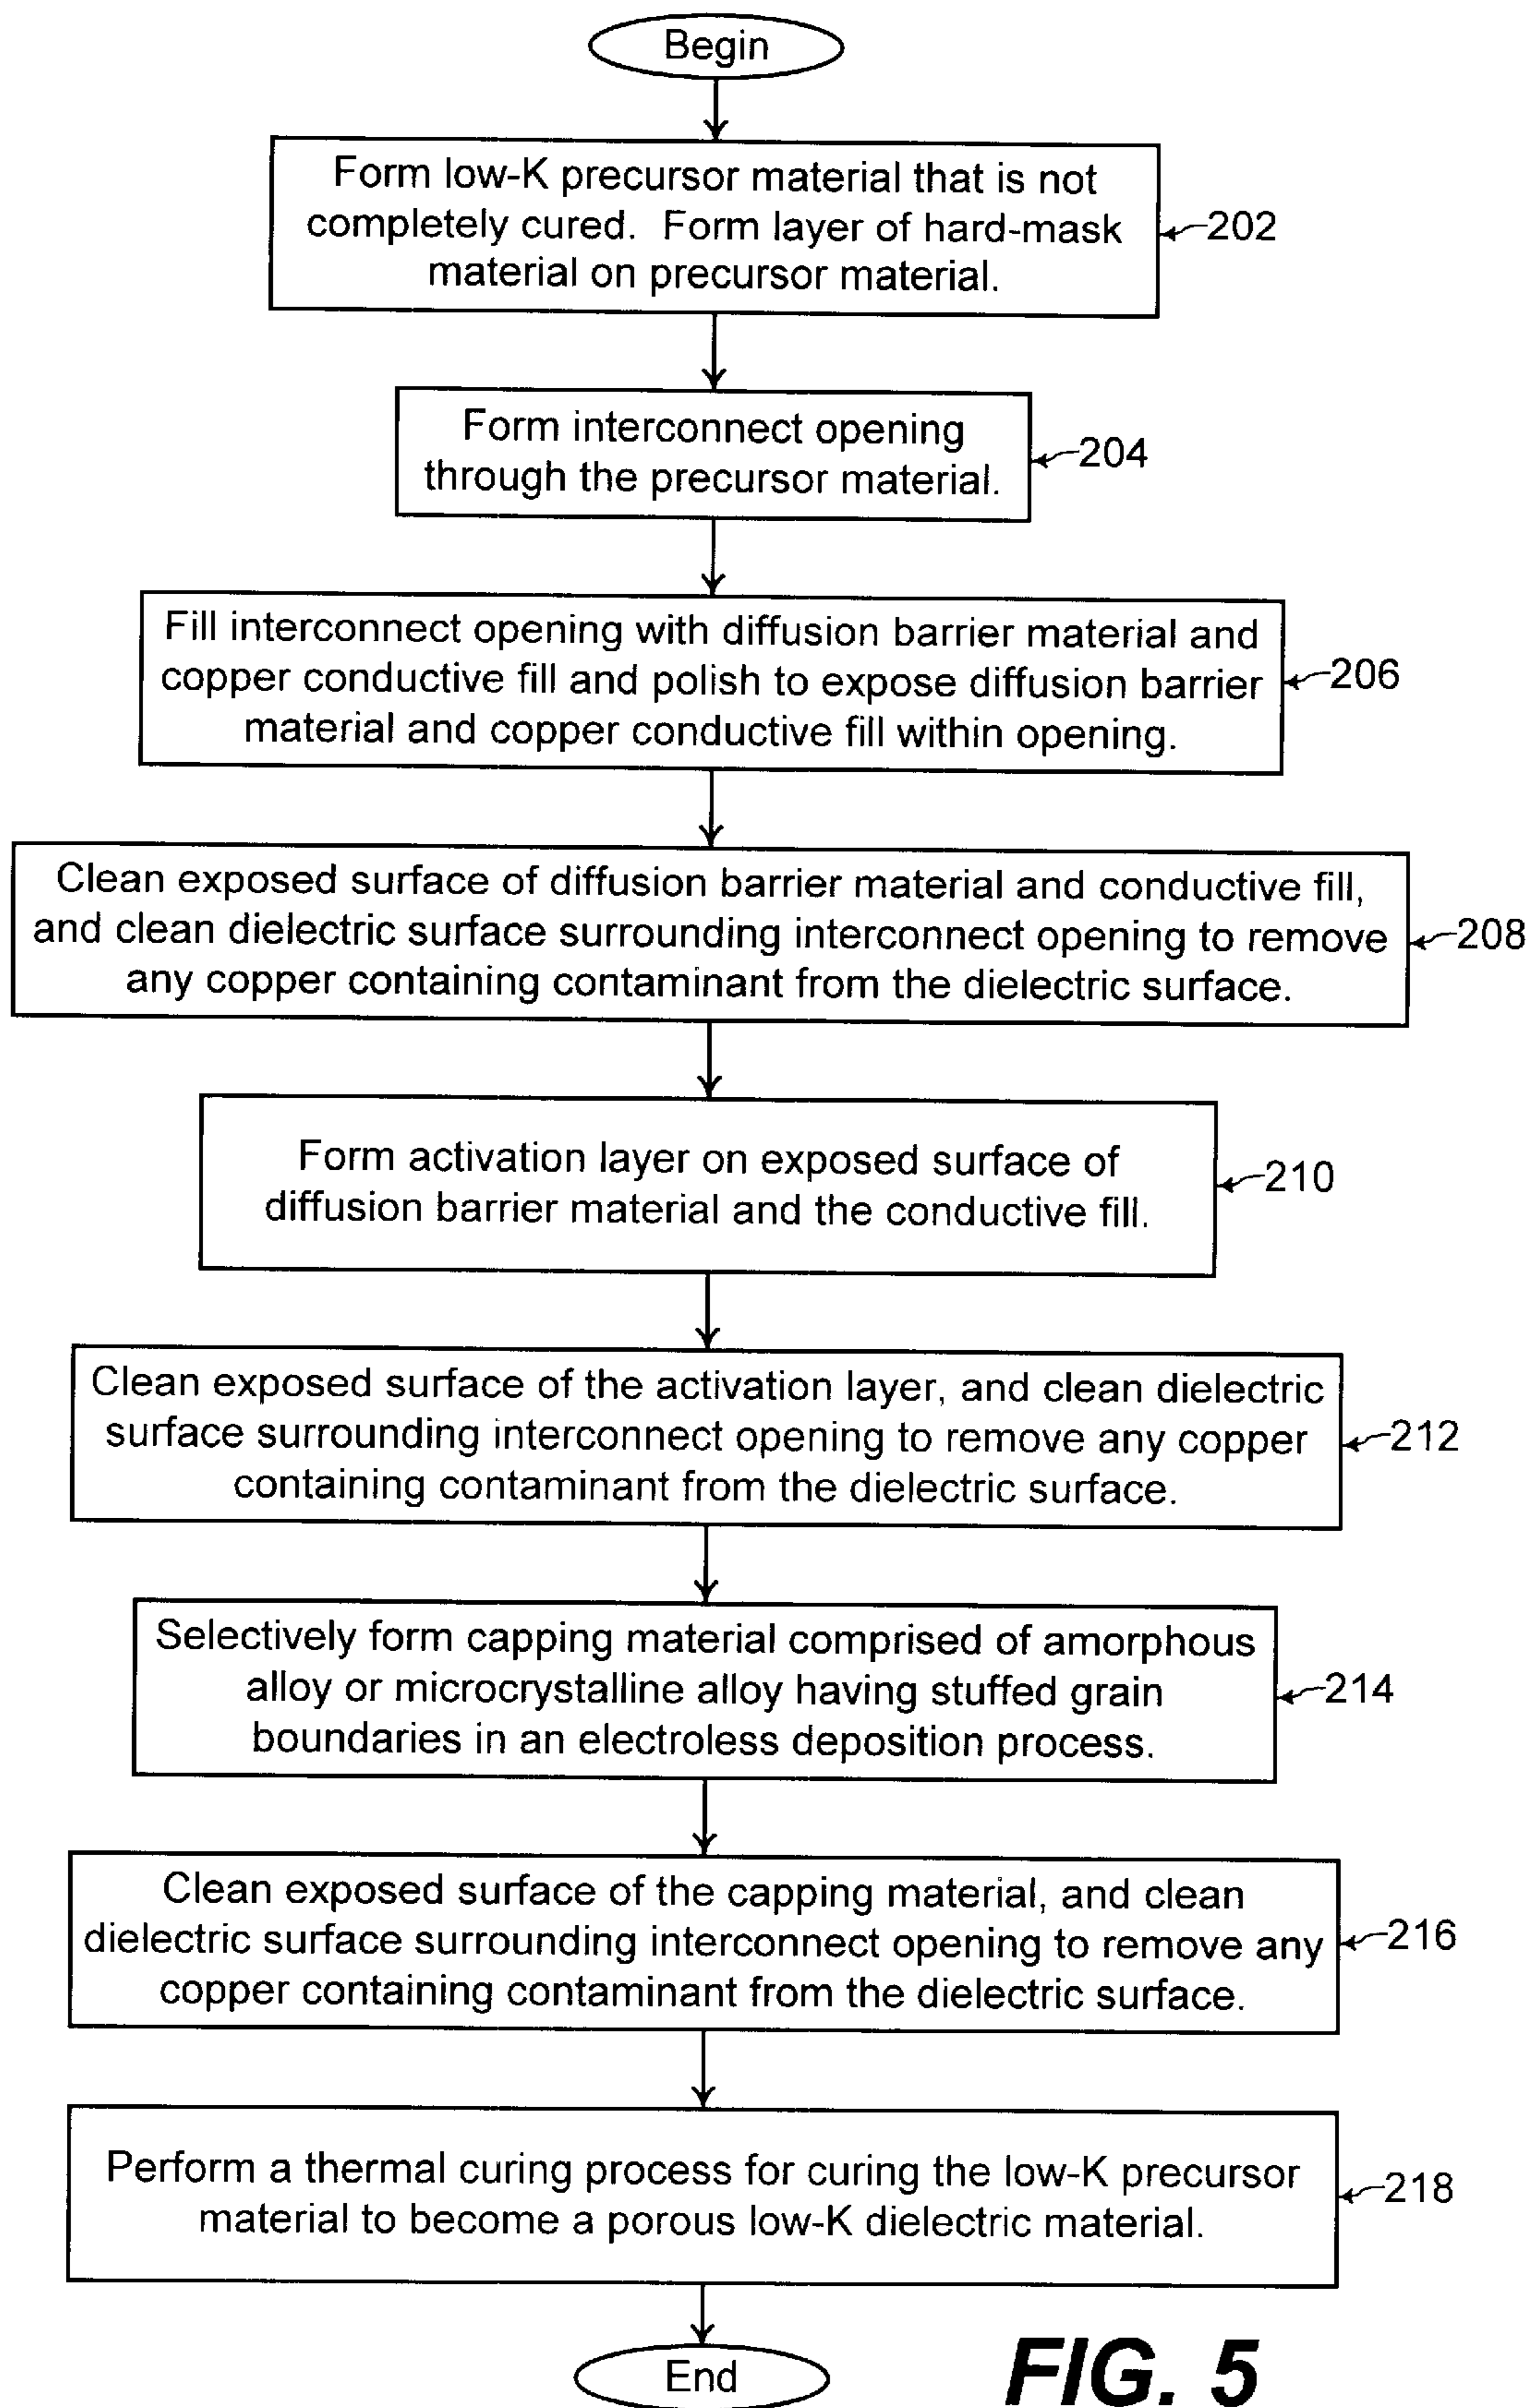 Begin
Form low-K precursor material that is not
completely cured. Form layer of hard-mask
material on precursor material.
202
Form interconnect opening
through the precursor material.
204
Fill interconnect opening with diffusion barrier material and
copper conductive fill and polish to expose diffusion barrier
material and copper conductive fill within opening.
206
Clean exposed surface of diffusion barrier material and conductive fill,
and clean dielectric surface surrounding interconnect opening to remove
any copper containing contaminant from the dielectric surface.
208
Form activation layer on exposed surface of
diffusion barrier material and the conductive fill.
210
Clean exposed surface of the activation layer, and clean dielectric
surface surrounding interconnect opening to remove any copper
containing contaminant from the dielectric surface.
212
Selectively form capping material comprised of amorphous
alloy or microcrystalline alloy having stuffed grain
boundaries in an electroless deposition process.
214
Clean exposed surface of the capping material, and clean
dielectric surface surrounding interconnect opening to remove any
copper containing contaminant from the dielectric surface.
216
Perform a thermal curing process for curing the low-K precursor
material to become a porous low-K dielectric material.
218
End
FIG. 5